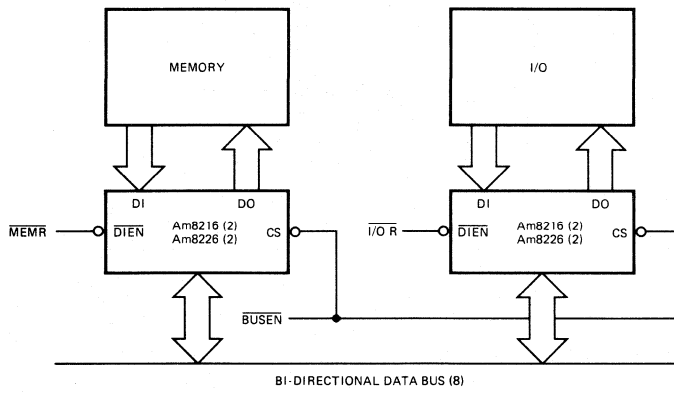 MEMORY
I/O
DI
DO
DI
DO
MEMR
DIEN
Am8216 (2)
Am8226 (2)
CS
I/O R
DIEN
Am8216 (2)
Am8226 (2)
CS
BUSEN
BI-DIRECTIONAL DATA BUS (8)